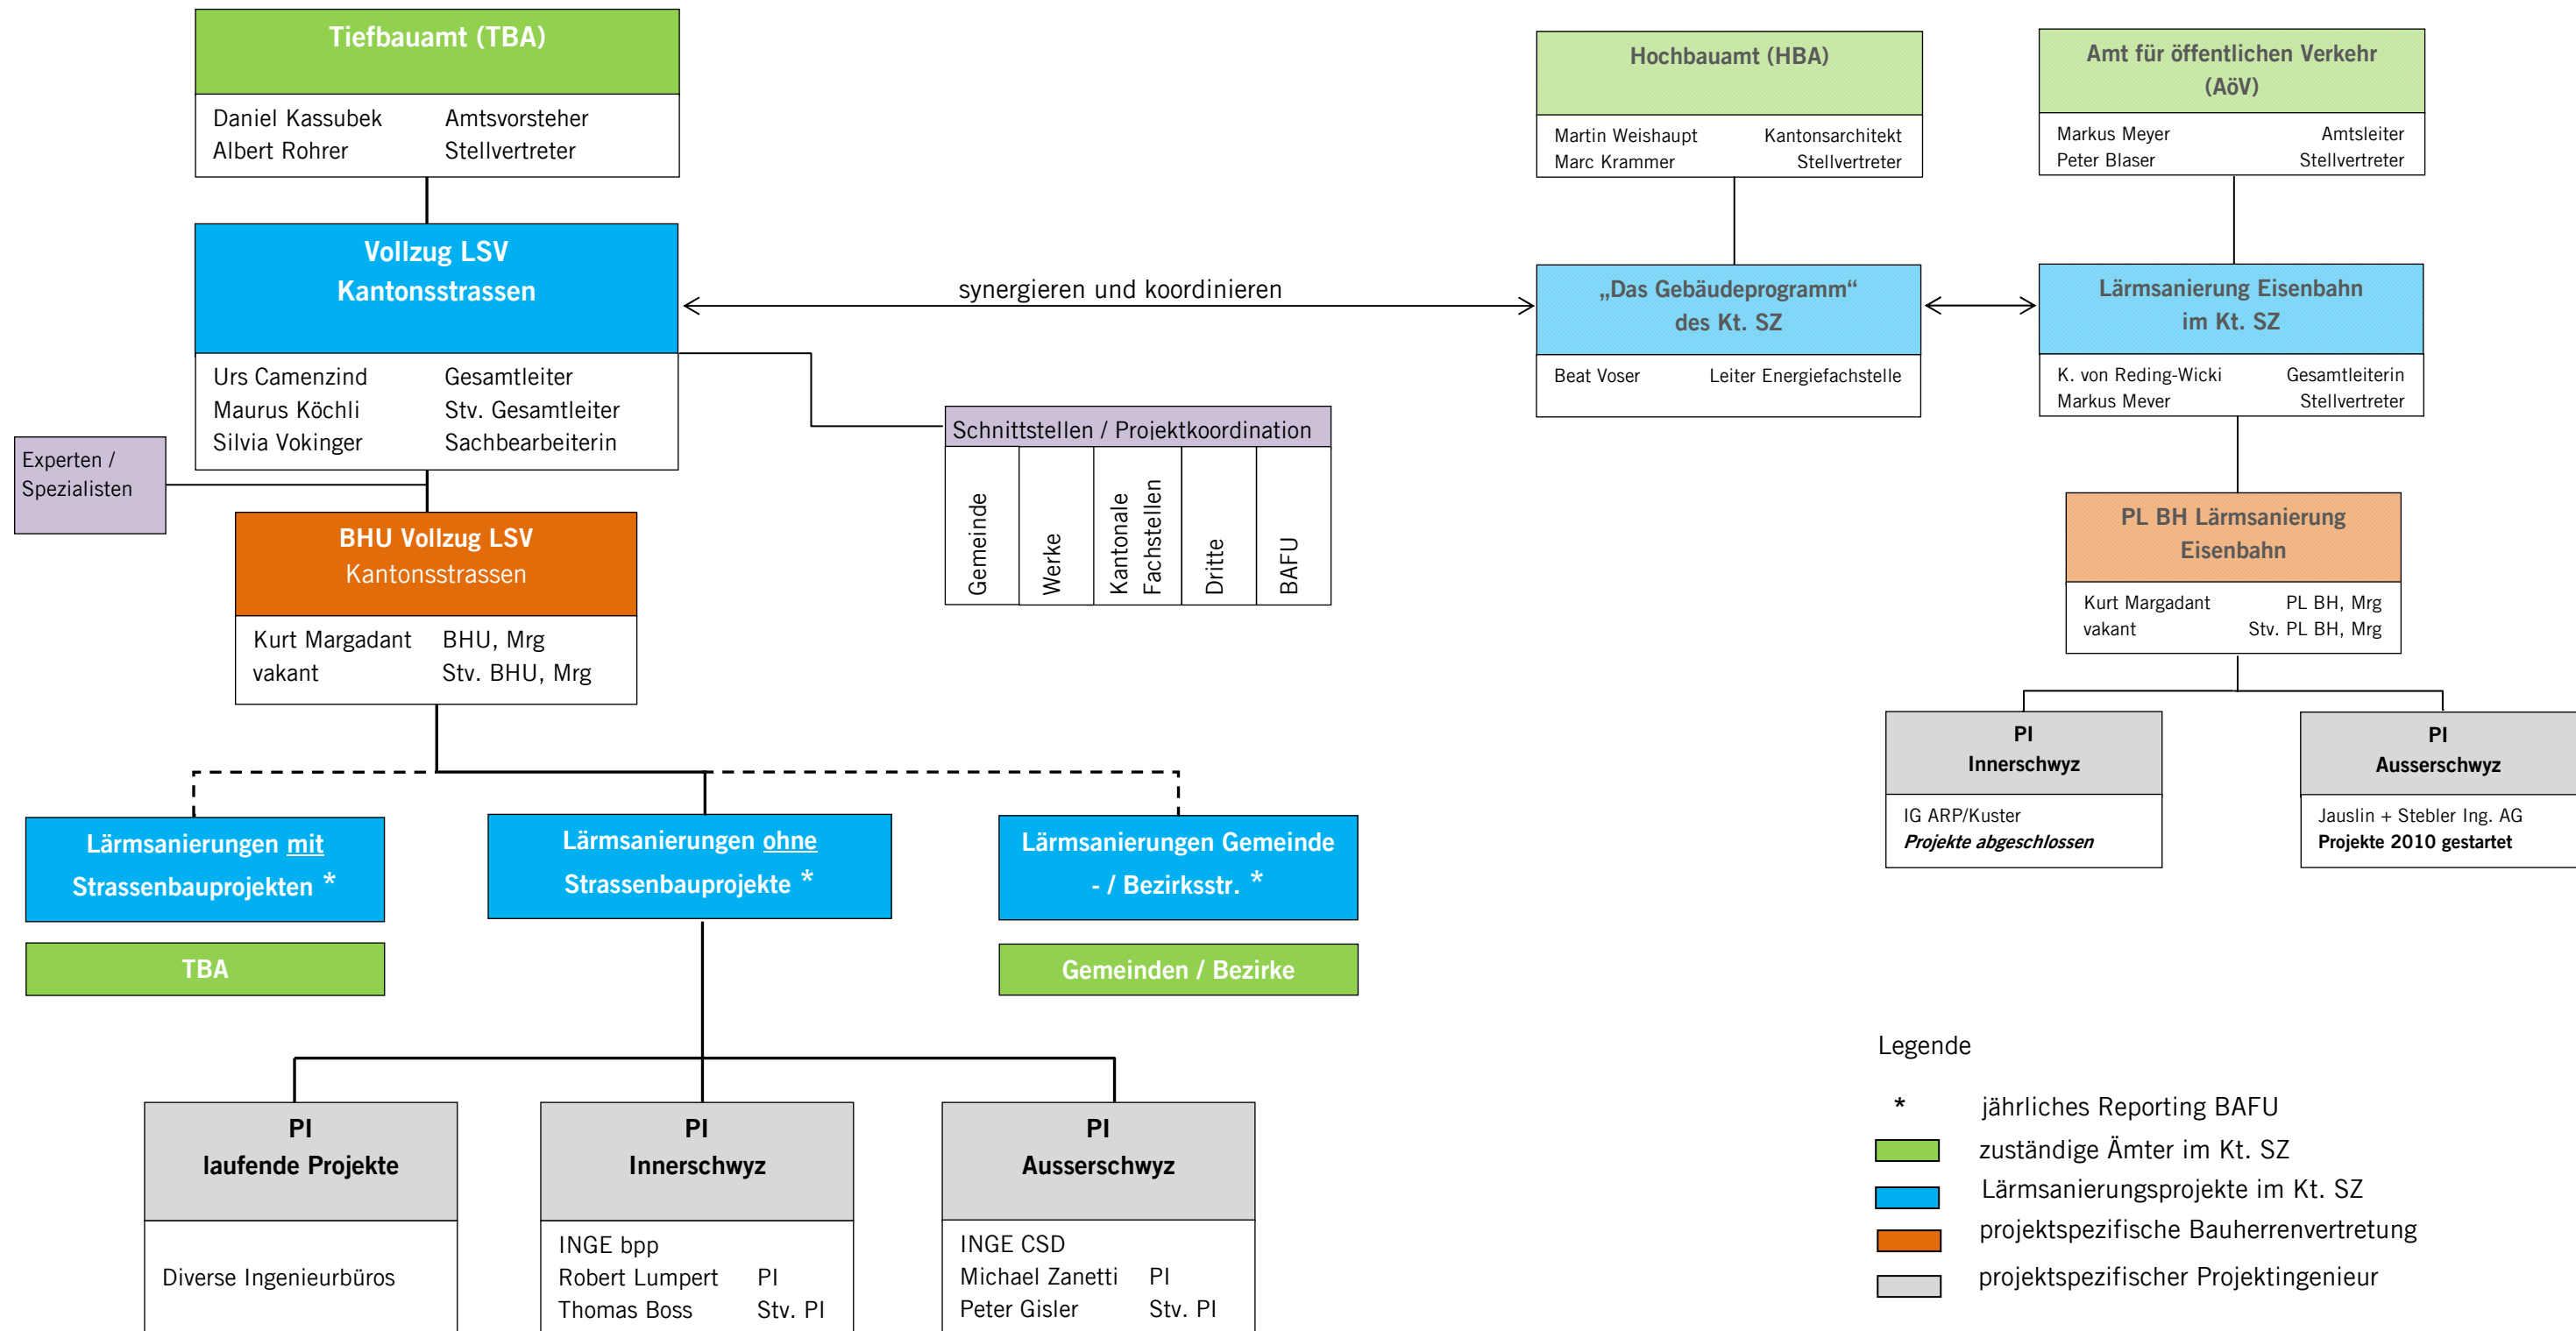 Tiefbauamt (TBA)
Daniel Kassubek Amtsvorsteher
Albert Rohrer Stellvertreter
Hochbauamt (HBA)
Martin Weishaupt Kantonsarchitekt
Marc Krammer Stellvertreter
Amt für öffentlichen Verkehr
(AöV)
Markus Meyer Amtsleiter
Peter Blaser Stellvertreter
Vollzug LSV
Kantonsstrassen
Urs Camenzind Gesamtleiter
Maurus Köchli Stv. Gesamtleiter
Silvia Vokinger Sachbearbeiterin
synergieren und koordinieren
„Das Gebäudeprogramm“
des Kt. SZ
Beat Voser Leiter Energiefachstelle
Lärmsanierung Eisenbahn
im Kt. SZ
K. von Reding-Wicki Gesamtleiterin
Markus Mever Stellvertreter
Experten /
Spezialisten
Schnittstellen / Projektkoordination
Gemeinde
Werke
Kantonale
Fachstellen
Dritte
BAFU
BHU Vollzug LSV
Kantonsstrassen
Kurt Margadant BHU, Mrg
vakant Stv. BHU, Mrg
PL BH Lärmsanierung
Eisenbahn
Kurt Margadant PL BH, Mrg
vakant Stv. PL BH, Mrg
PI
Innerschwyz
IG ARP/Kuster
Projekte abgeschlossen
PI
Ausserschwyz
Jauslin + Stebler Ing. AG
Projekte 2010 gestartet
Lärmsanierungen mit
Strassenbauprojekten *
TBA
Lärmsanierungen ohne
Strassenbauprojekte *
Lärmsanierungen Gemeinde
- / Bezirksstr. *
Gemeinden / Bezirke
PI
laufende Projekte
Diverse Ingenieurbüros
PI
Innerschwyz
INGE bpp
Robert Lumpert PI
Thomas Boss Stv. PI
PI
Ausserschwyz
INGE CSD
Michael Zanetti PI
Peter Gisler Stv. PI
Legende
* jährliches Reporting BAFU
zuständige Ämter im Kt. SZ
Lärmsanierungsprojekte im Kt. SZ
projektspezifische Bauherrenvertretung
projektspezifischer Projektingenieur